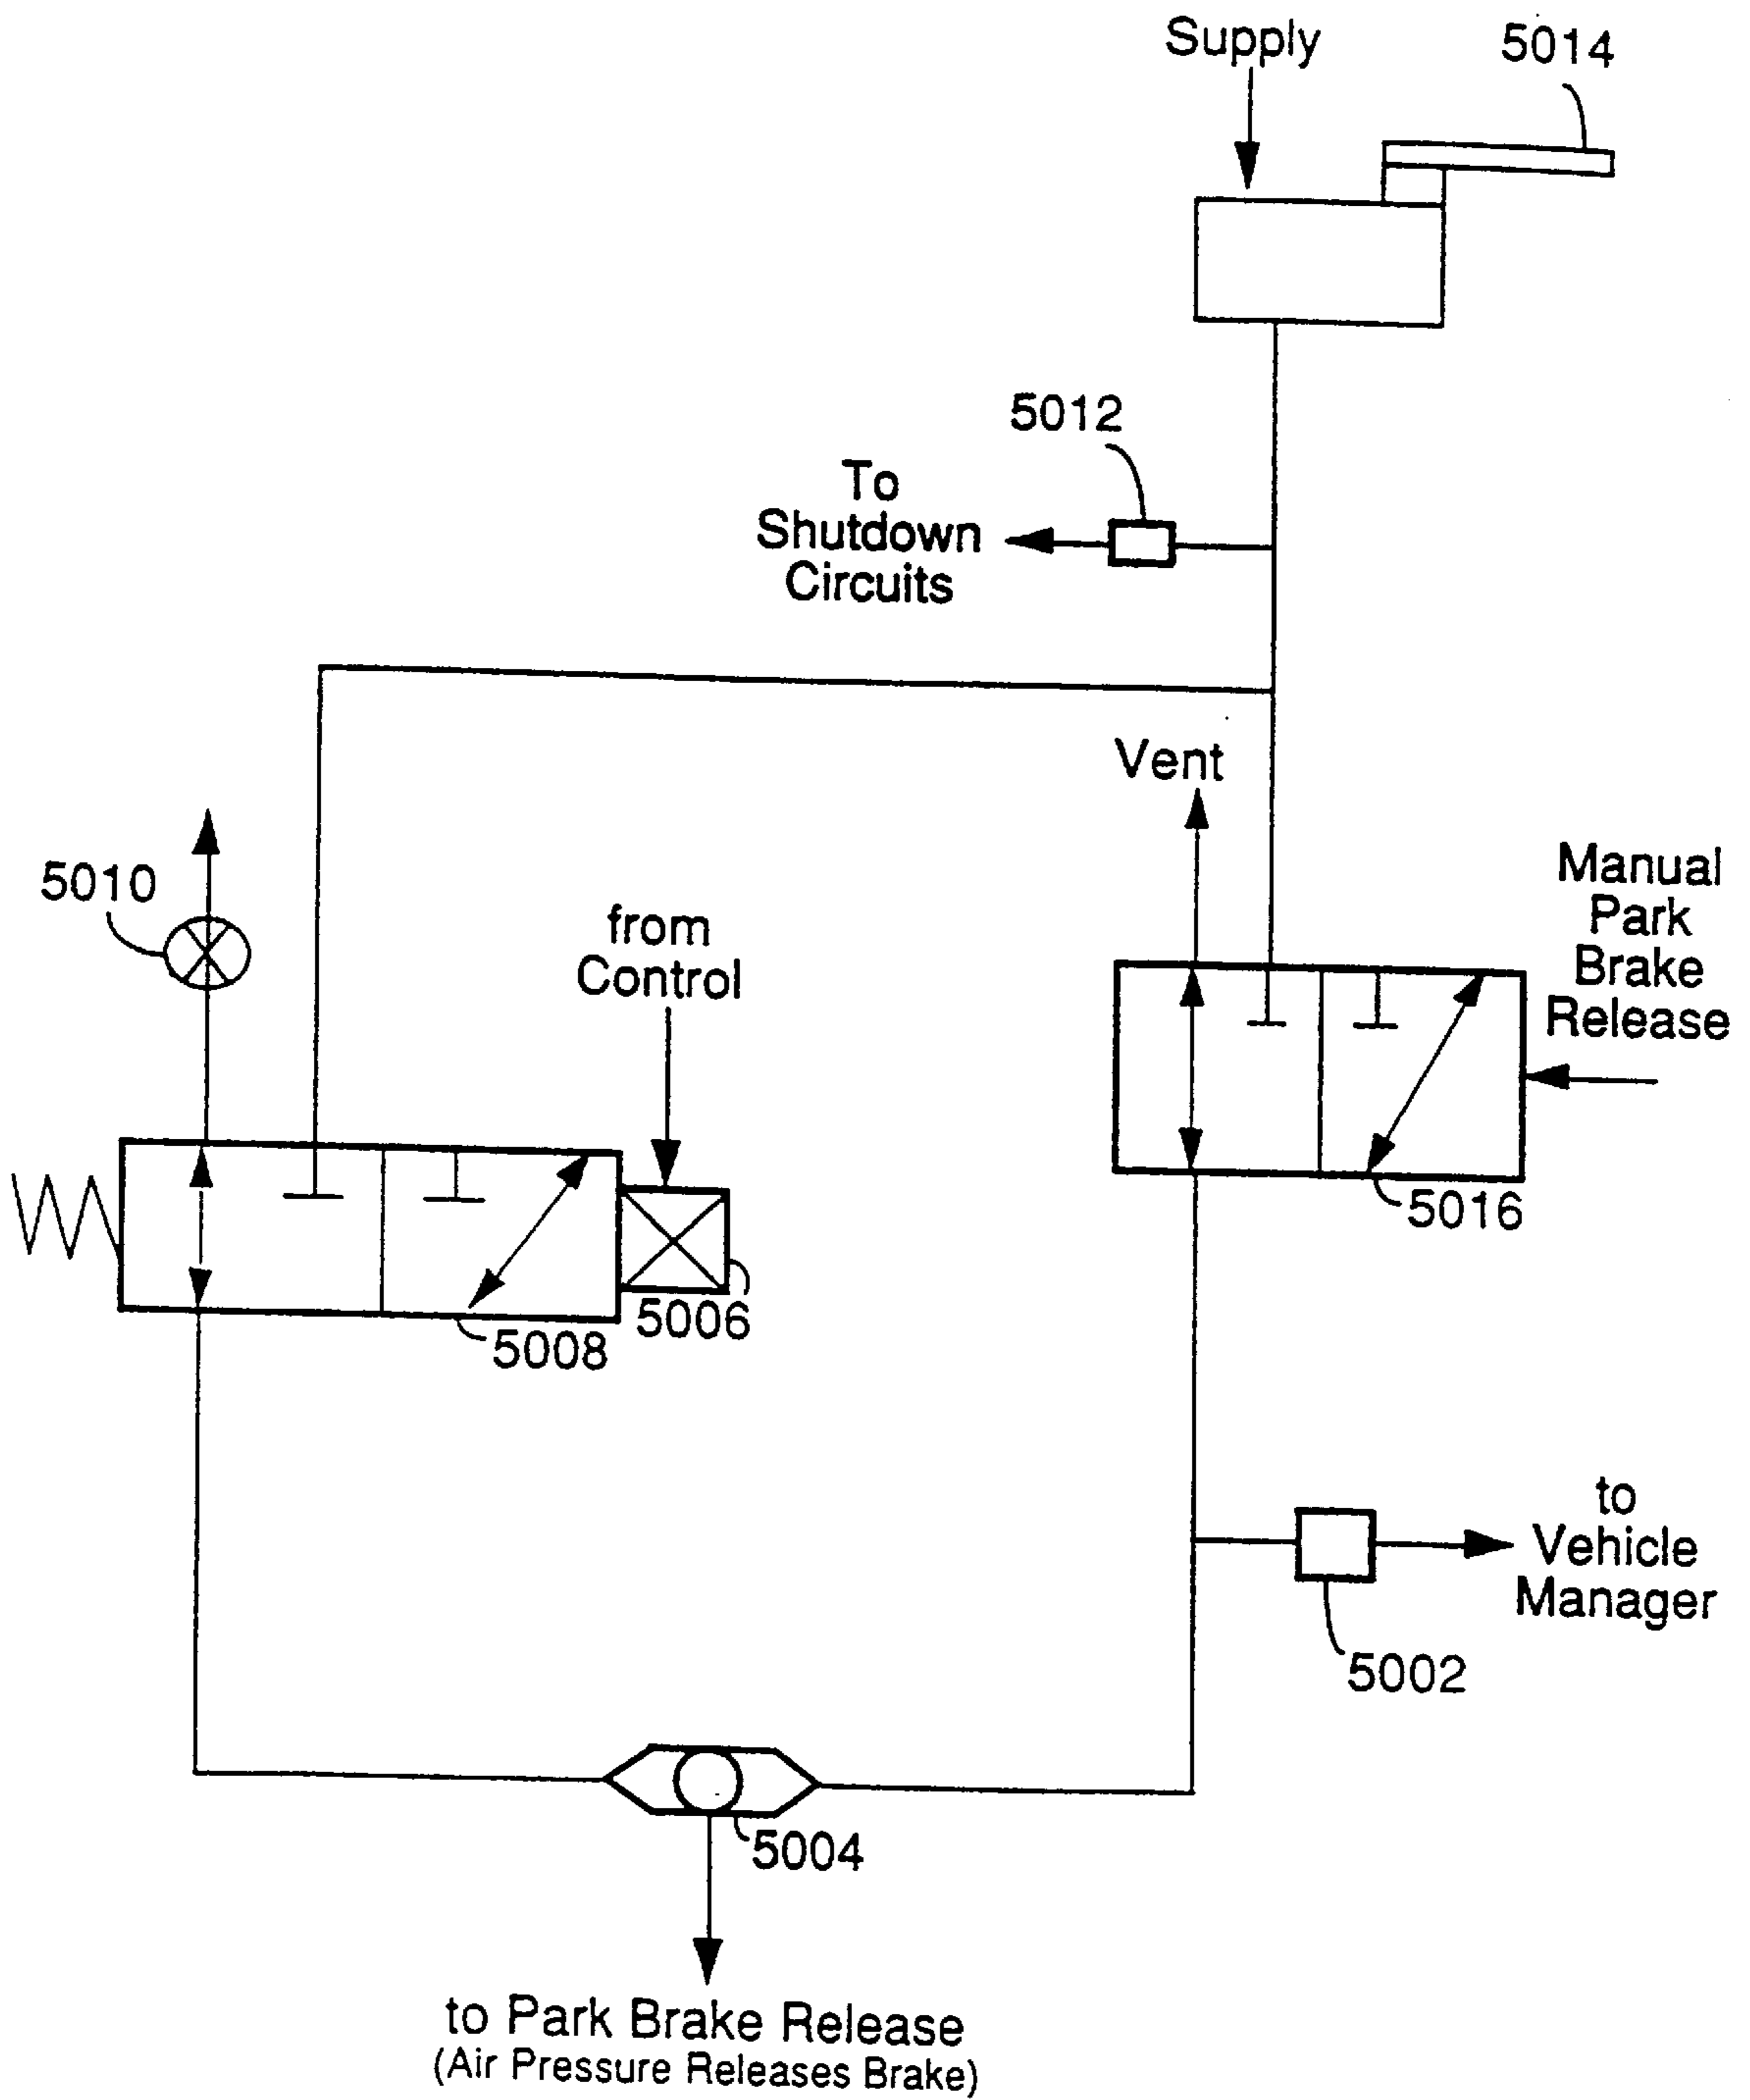 Supply
5014
5012
To
Shutdown
Circuits
Vent
5010
from
Control
Manual
Park
Brake
Release
5016
5006
5008
to
Vehicle
Manager
5002
5004
to Park Brake Release
(Air Pressure Releases Brake)